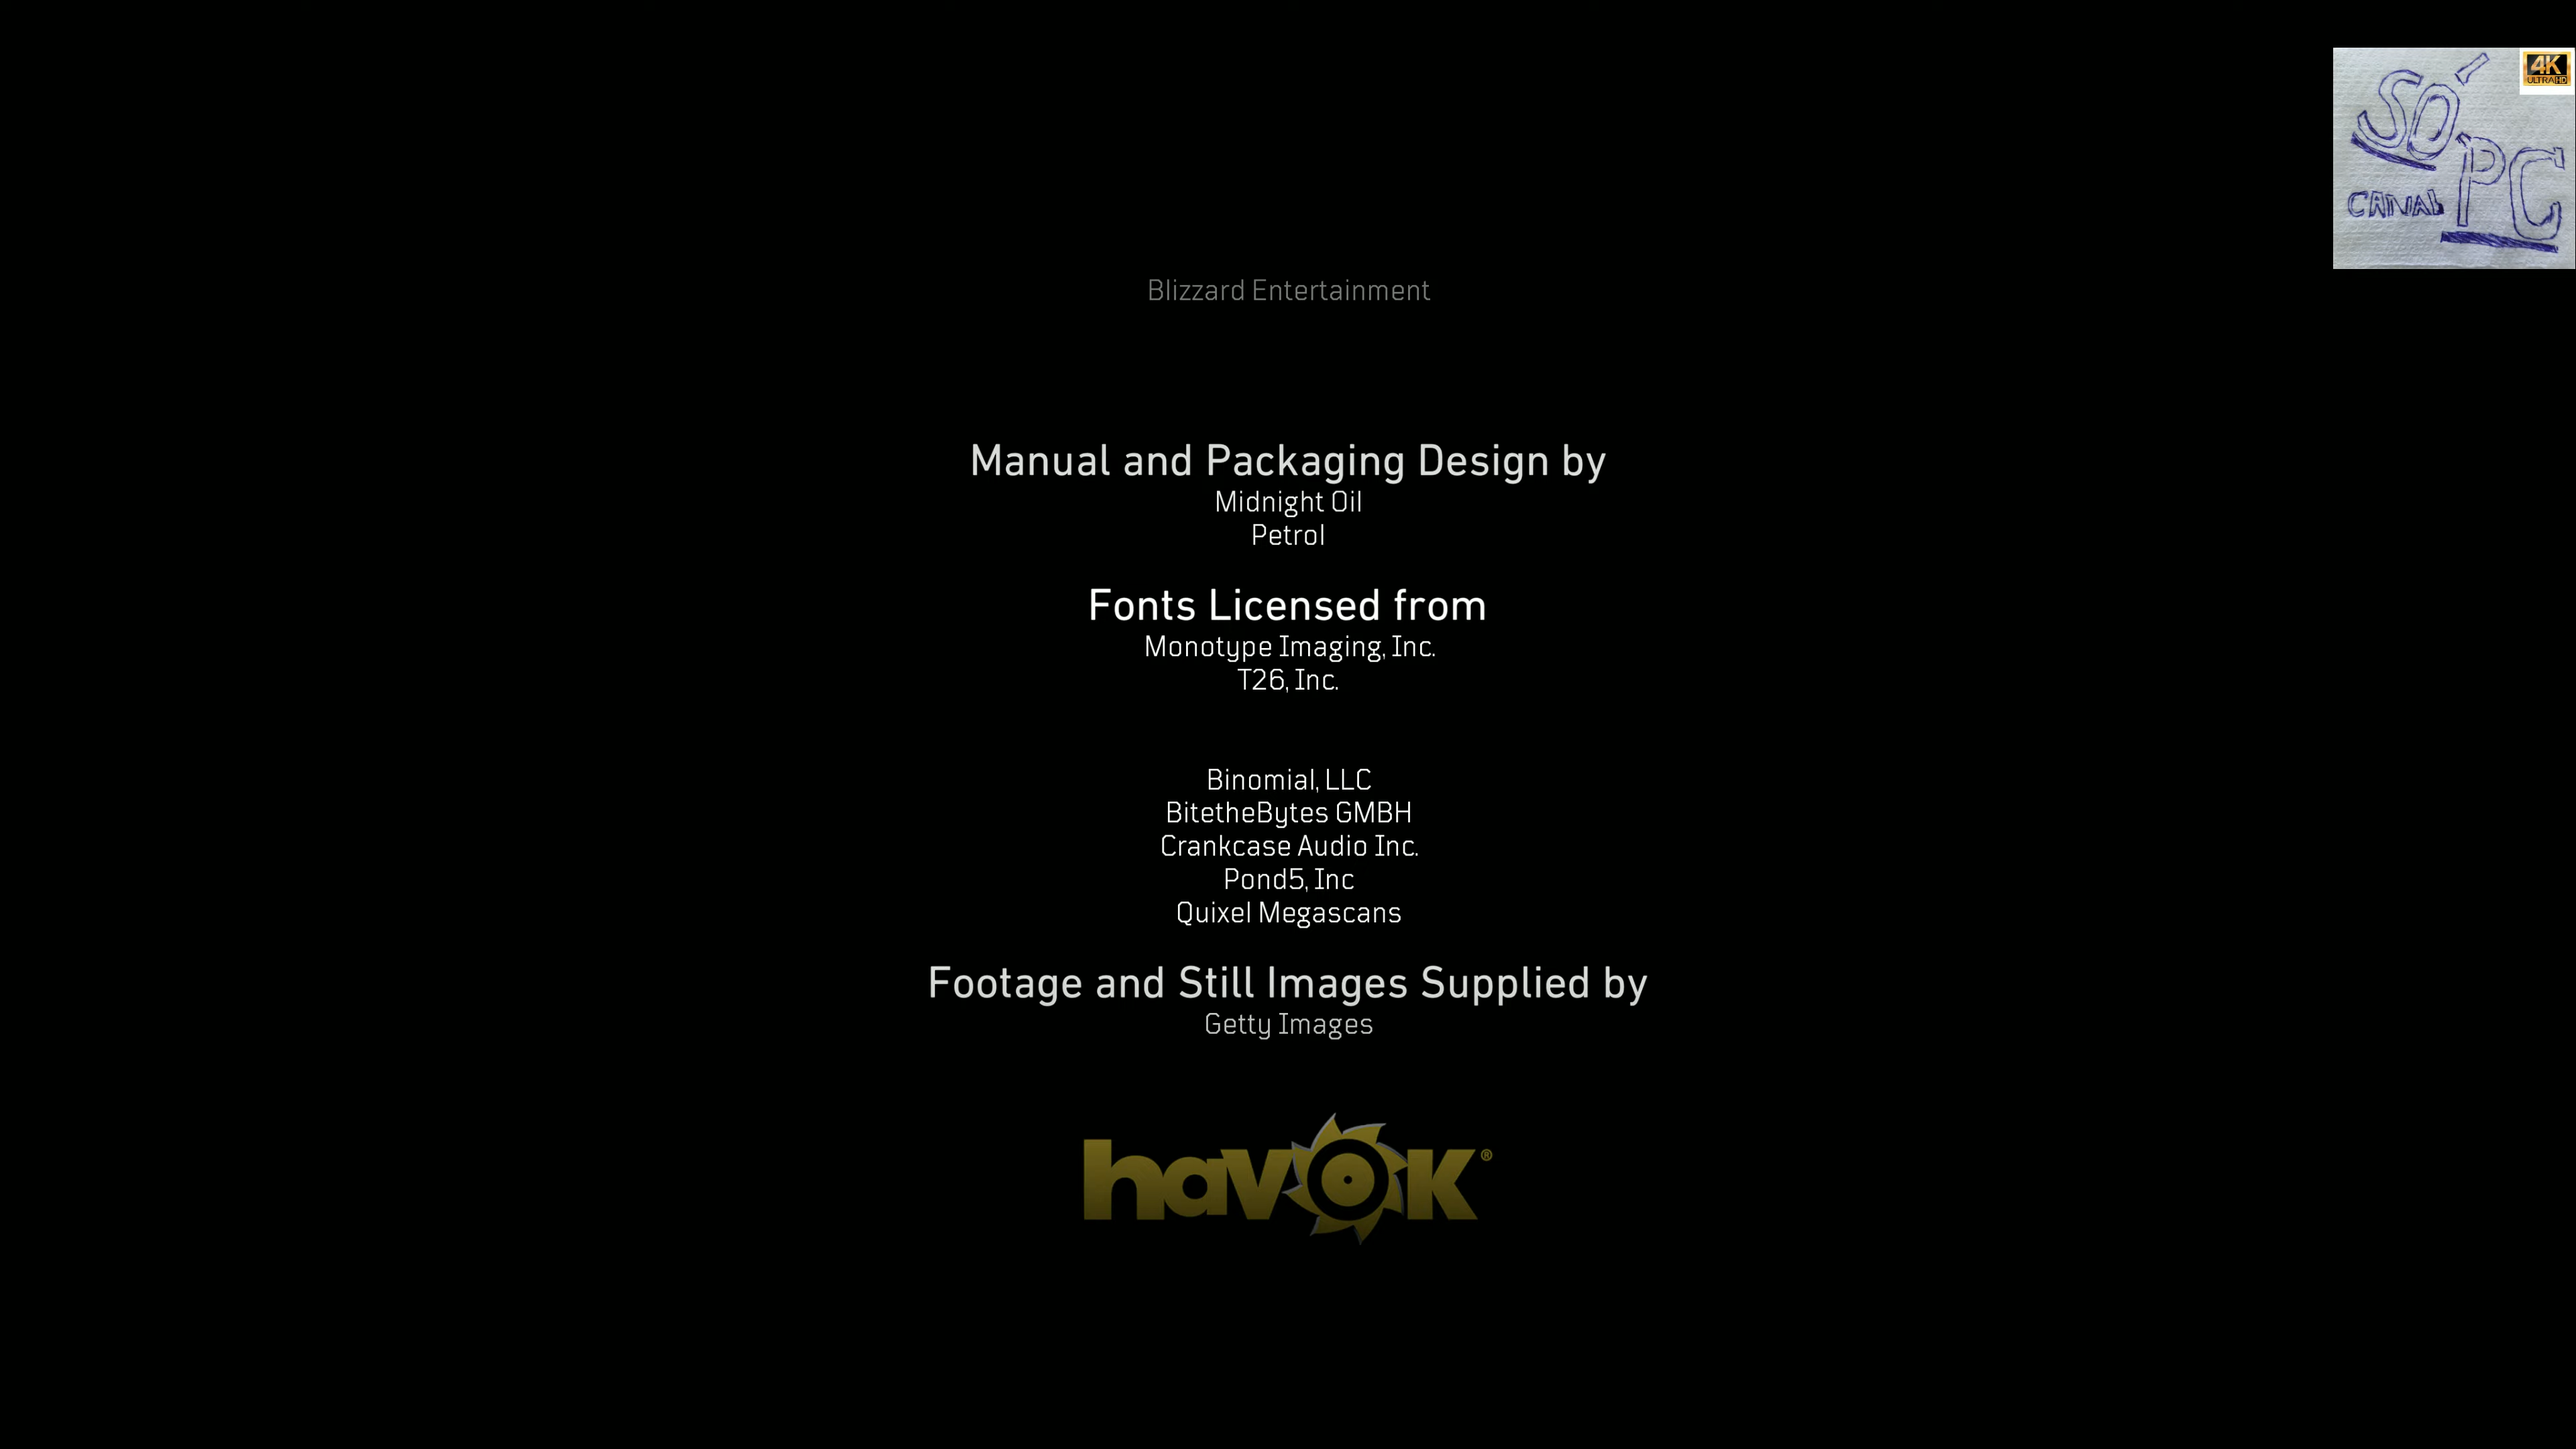 4K
ULTRA HD
SÓ
PC
CANAL
Blizzard Entertainment
Manual and Packaging Design by
Midnight Oil
Petrol
Fonts Licensed from
Monotype Imaging, Inc.
T26, Inc.
Binomial, LLC
BitetheBytes GMBH
Crankcase Audio Inc.
Pond5, Inc
Quixel Megascans
Footage and Still Images Supplied by
Getty Images
havok®